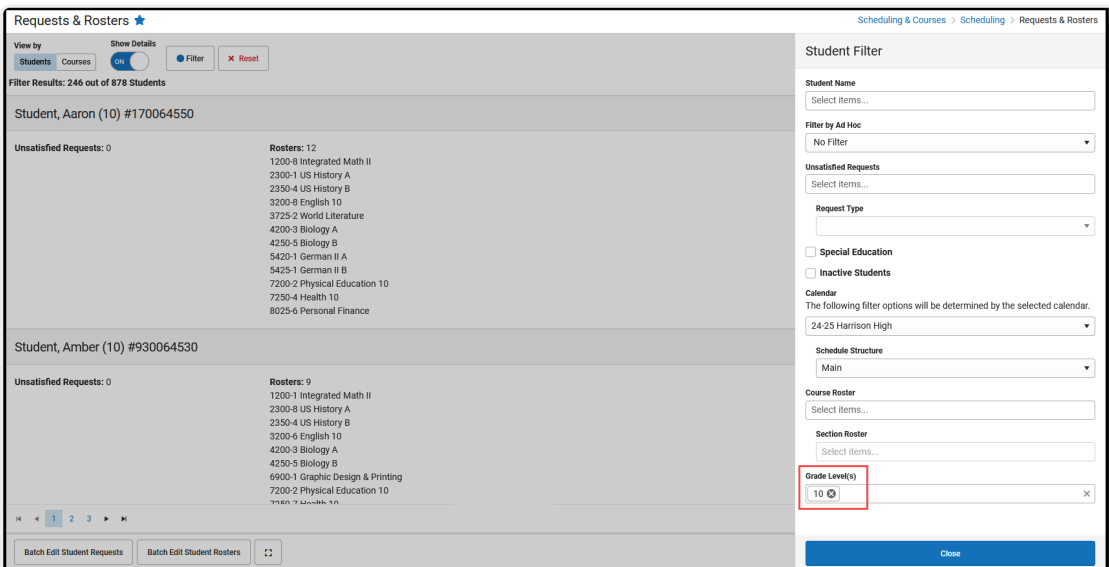 Requests & Rosters
Scheduling & Courses > Scheduling > Requests & Rosters
View by
Show Details
Students Courses
ON
Filter
Reset
Filter Results: 246 out of 878 Students
Student, Aaron (10) #170064550
Unsatisfied Requests: 0
Rosters: 12
1200-8 Integrated Math II
2300-1 US History A
2350-4 US History B
3200-8 English 10
3725-2 World Literature
4200-3 Biology A
4250-5 Biology B
5420-1 German II A
5425-1 German II B
7200-2 Physical Education 10
7250-4 Health 10
8025-6 Personal Finance
Student, Amber (10) #930064530
Unsatisfied Requests: 0
Rosters: 9
1200-1 Integrated Math II
2300-8 US History A
2350-4 US History B
3200-6 English 10
4200-3 Biology A
4250-5 Biology B
6900-1 Graphic Design & Printing
7200-2 Physical Education 10
7250-7 Health 10
1 2 3
Batch Edit Student Requests
Batch Edit Student Rosters
Student Filter
Student Name
Select items...
Filter by Ad Hoc
No Filter
Unsatisfied Requests
Select items...
Request Type
Special Education
Inactive Students
Calendar
The following filter options will be determined by the selected calendar.
24-25 Harrison High
Schedule Structure
Main
Course Roster
Select items...
Section Roster
Select items...
Grade Level(s)
10
Close